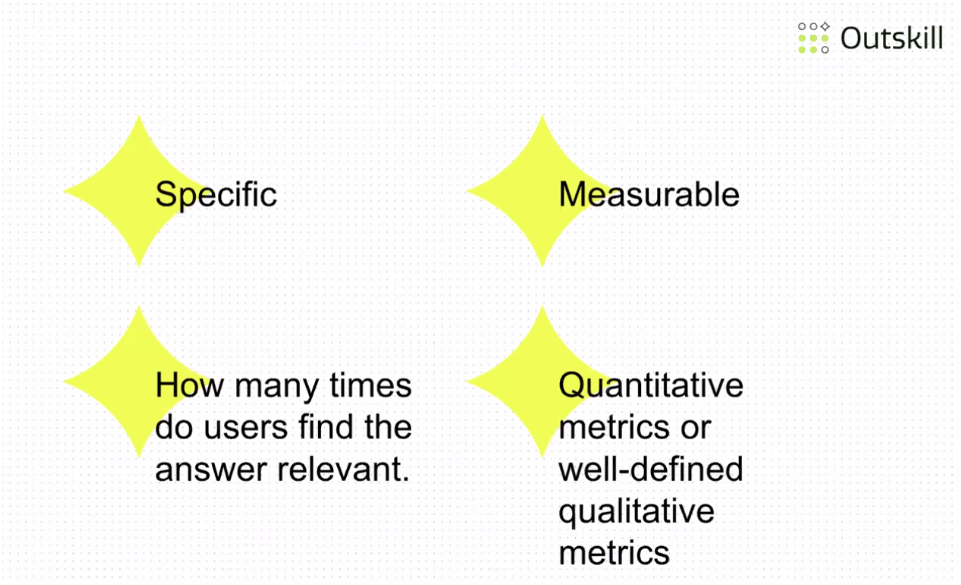 Outskill
Specific
Measurable
How many times
do users find the
answer relevant.
Quantitative
metrics or
well-defined
qualitative
metrics